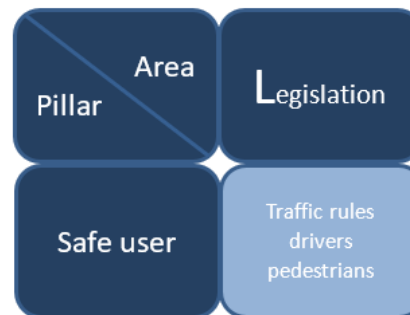 Area
Pillar
Legislation
Safe user
Traffic rules
drivers
pedestrians